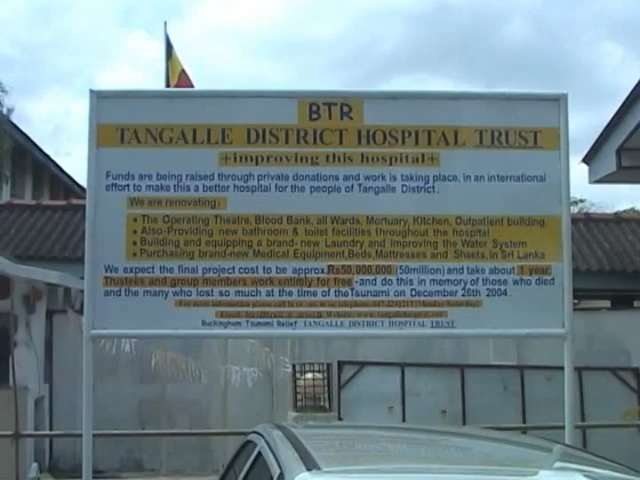 BTR
TANGALLE DISTRICT HOSPITAL TRUST
+improving this hospital+
Funds are being raised through private donations and work is taking place, in an international
effort to make this a better hospital for the people of Tangalle District.
We are renovating:
• The Operating Theatre, Blood Bank, all Wards, Mortuary, Kitchen, Outpatient building,
• Also-Providing new bathroom & toilet facilities throughout the hospital
• Building and equipping a brand-new Laundry and improving the Water System
• Purchasing brand-new Medical Equipment,Beds,Mattresses and Sheets, in Sri Lanka
We expect the final project cost to be approx.Rs50,000,000 (50million) and take about 1 year.
Trustees and group members work entirely for free -and do this in memory of those who died
and the many who lost so much at the time of theTsunami on December 26th 2004.
Buckingham Tsunami Relief TANGALLE DISTRICT HOSPITAL TRUST